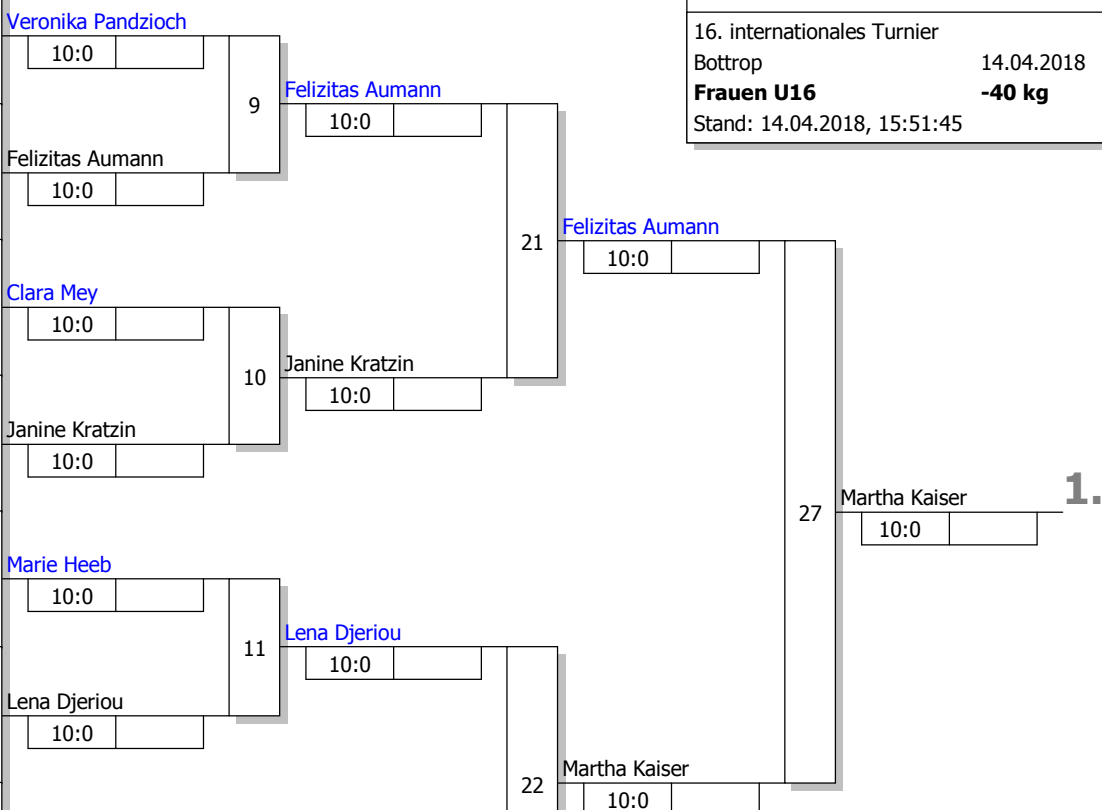 Veronika Pandzioch
10:0
16. internationales Turnier
Bottrop 14.04.2018
Frauen U16 -40 kg
Stand: 14.04.2018, 15:51:45
9
Felizitas Aumann
10:0
Felizitas Aumann
10:0
21
Felizitas Aumann
10:0
Clara Mey
10:0
10
Janine Kratzin
10:0
Janine Kratzin
10:0
27
Martha Kaiser
10:0
1.
Marie Heeb
10:0
11
Lena Djeriou
10:0
Lena Djeriou
10:0
22
Martha Kaiser
10:0